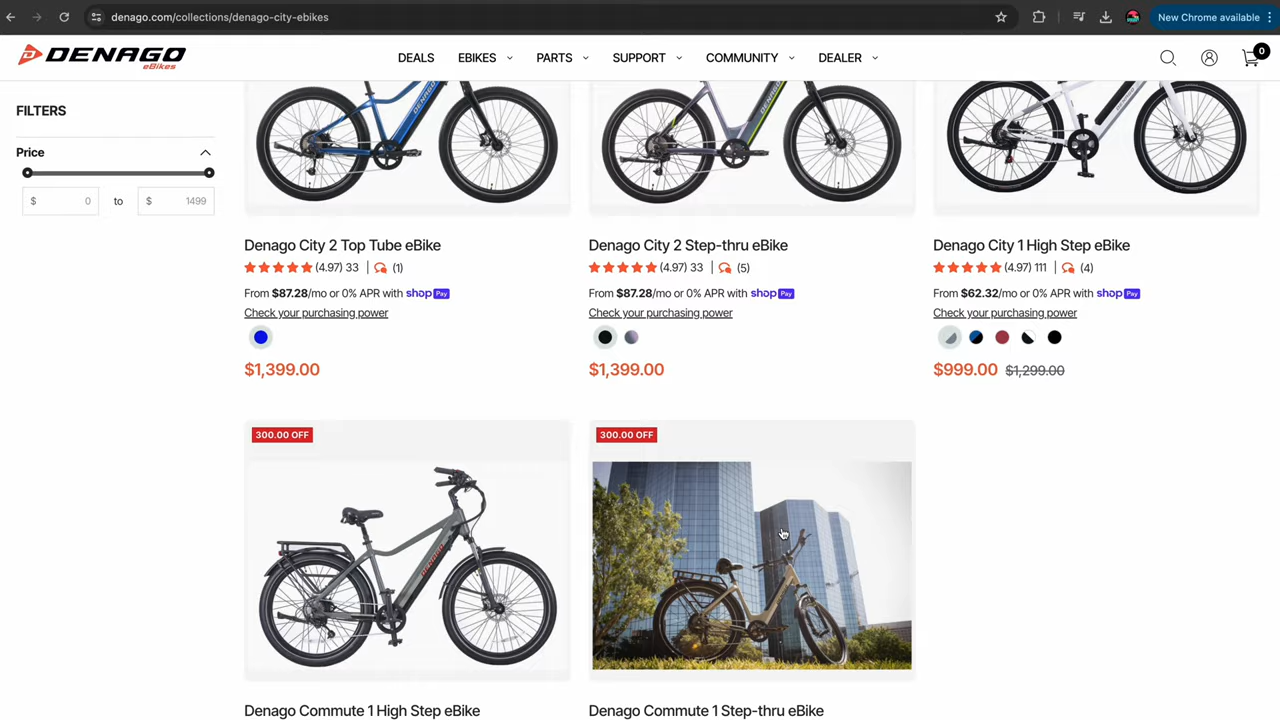 denago.com/collections/denago-city-ebikes
New Chrome available
DENAGO
eBikes
DEALS
EBIKES
PARTS
SUPPORT
COMMUNITY
DEALER
0
FILTERS
Price
$ 0 to $ 1499
DENAGO
DENAGO
Denago City 2 Top Tube eBike
(4.97) 33 | (1)
From $87.28/mo or 0% APR with shop Pay
Check your purchasing power
$1,399.00
Denago City 2 Step-thru eBike
(4.97) 33 | (5)
From $87.28/mo or 0% APR with shop Pay
Check your purchasing power
$1,399.00
Denago City 1 High Step eBike
(4.97) 111 | (4)
From $62.32/mo or 0% APR with shop Pay
Check your purchasing power
$999.00 $1,299.00
300.00 OFF
DENAGO
Denago Commute 1 High Step eBike
300.00 OFF
Denago Commute 1 Step-thru eBike